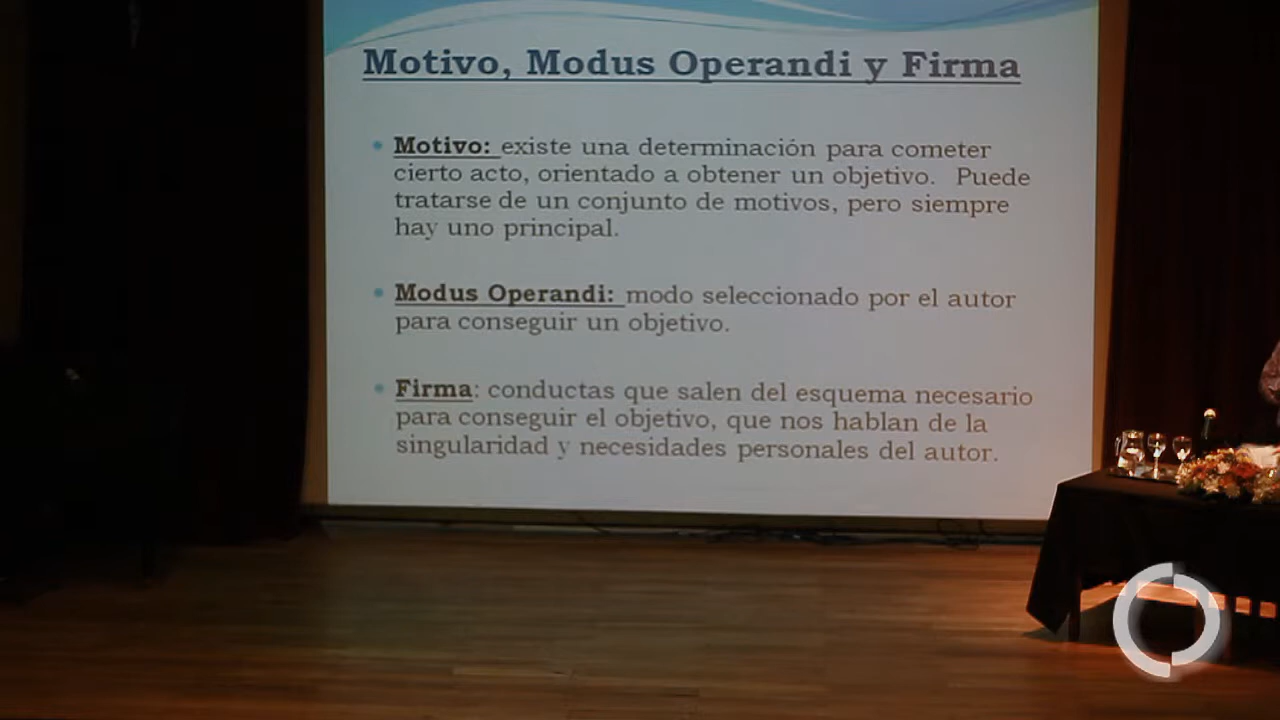 Motivo, Modus Operandi y Firma
Motivo: existe una determinación para cometer
cierto acto, orientado a obtener un objetivo. Puede
tratarse de un conjunto de motivos, pero siempre
hay uno principal.
Modus Operandi: modo seleccionado por el autor
para conseguir un objetivo.
Firma: conductas que salen del esquema necesario
para conseguir el objetivo, que nos hablan de la
singularidad y necesidades personales del autor.